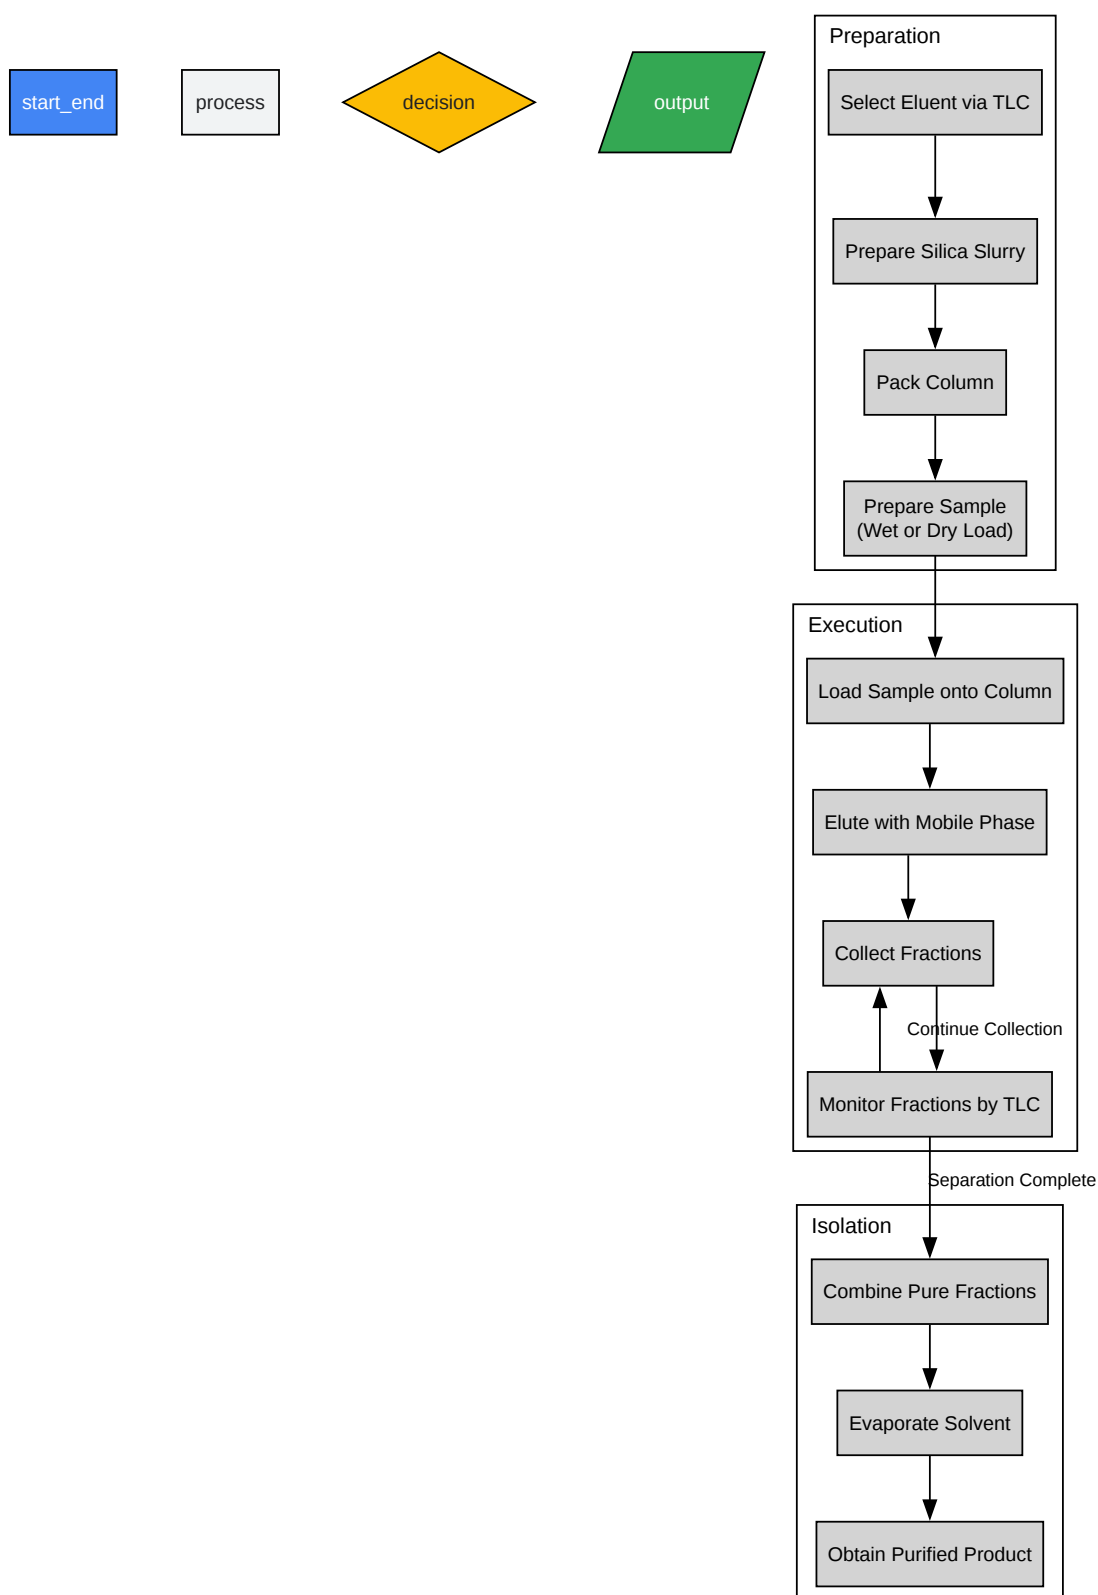 start_end
process
decision
output
Preparation
Select Eluent via TLC
Prepare Silica Slurry
Pack Column
Prepare Sample
(Wet or Dry Load)
Execution
Load Sample onto Column
Elute with Mobile Phase
Collect Fractions
Continue Collection
Monitor Fractions by TLC
Separation Complete
Isolation
Combine Pure Fractions
Evaporate Solvent
Obtain Purified Product